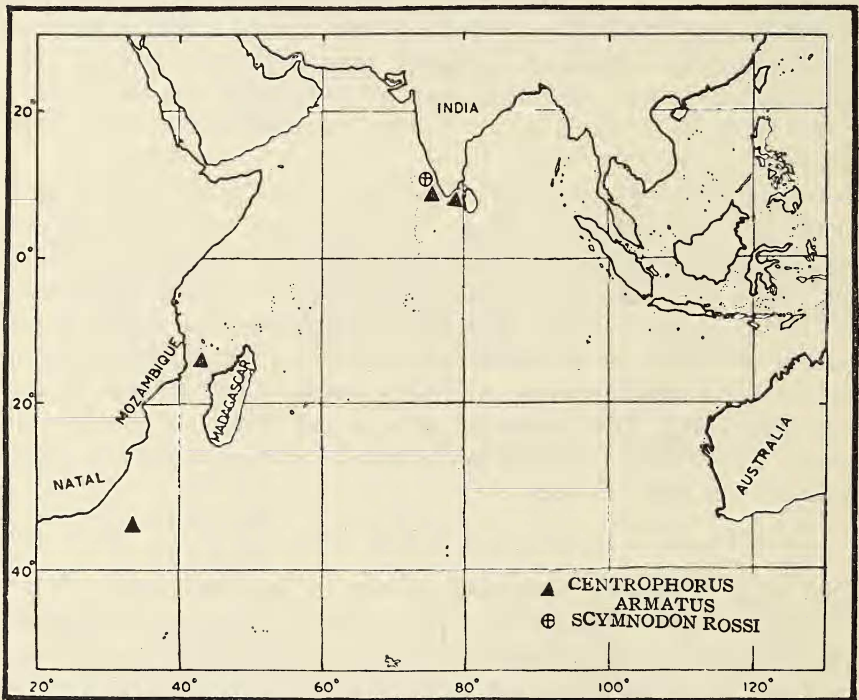 20°
INDIA
0°
MOZAMBIQUE
MADAGASCAR
20°
AUSTRALIA
NATAL
40°
CENTROPHORUS
ARMATUS
SCYMNODON ROSSI
20° 40° 60° 80° 100° 120°